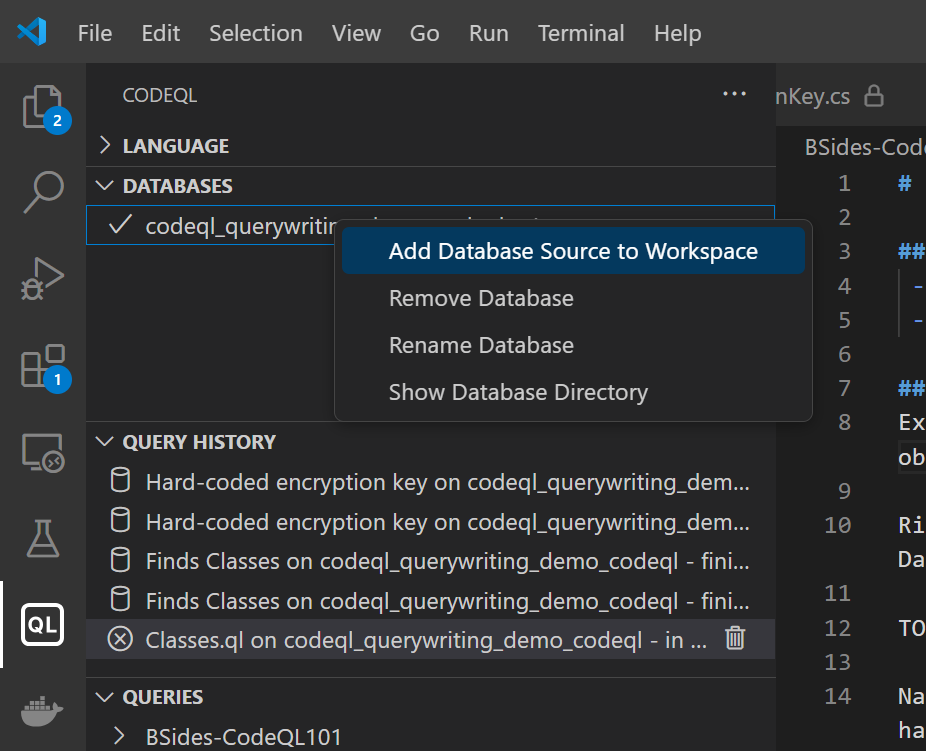 File Edit Selection View Go Run Terminal Help
CODEQL ...
nKey.cs
LANGUAGE
BSides-Cod
DATABASES
codeql_querywritin
Add Database Source to Workspace
Remove Database
Rename Database
Show Database Directory
2
1
QL
QUERY HISTORY
Hard-coded encryption key on codeql_querywriting_dem...
Hard-coded encryption key on codeql_querywriting_dem...
Finds Classes on codeql_querywriting_demo_codeql - fini...
Finds Classes on codeql_querywriting_demo_codeql - fini...
Classes.ql on codeql_querywriting_demo_codeql - in ...
QUERIES
BSides-CodeQL101
1 #
2
3 ##
4 -
5 -
6
7 ##
8 Ex
ob
9
10 Ri
Da
11
12 TO
13
14 Na
ha